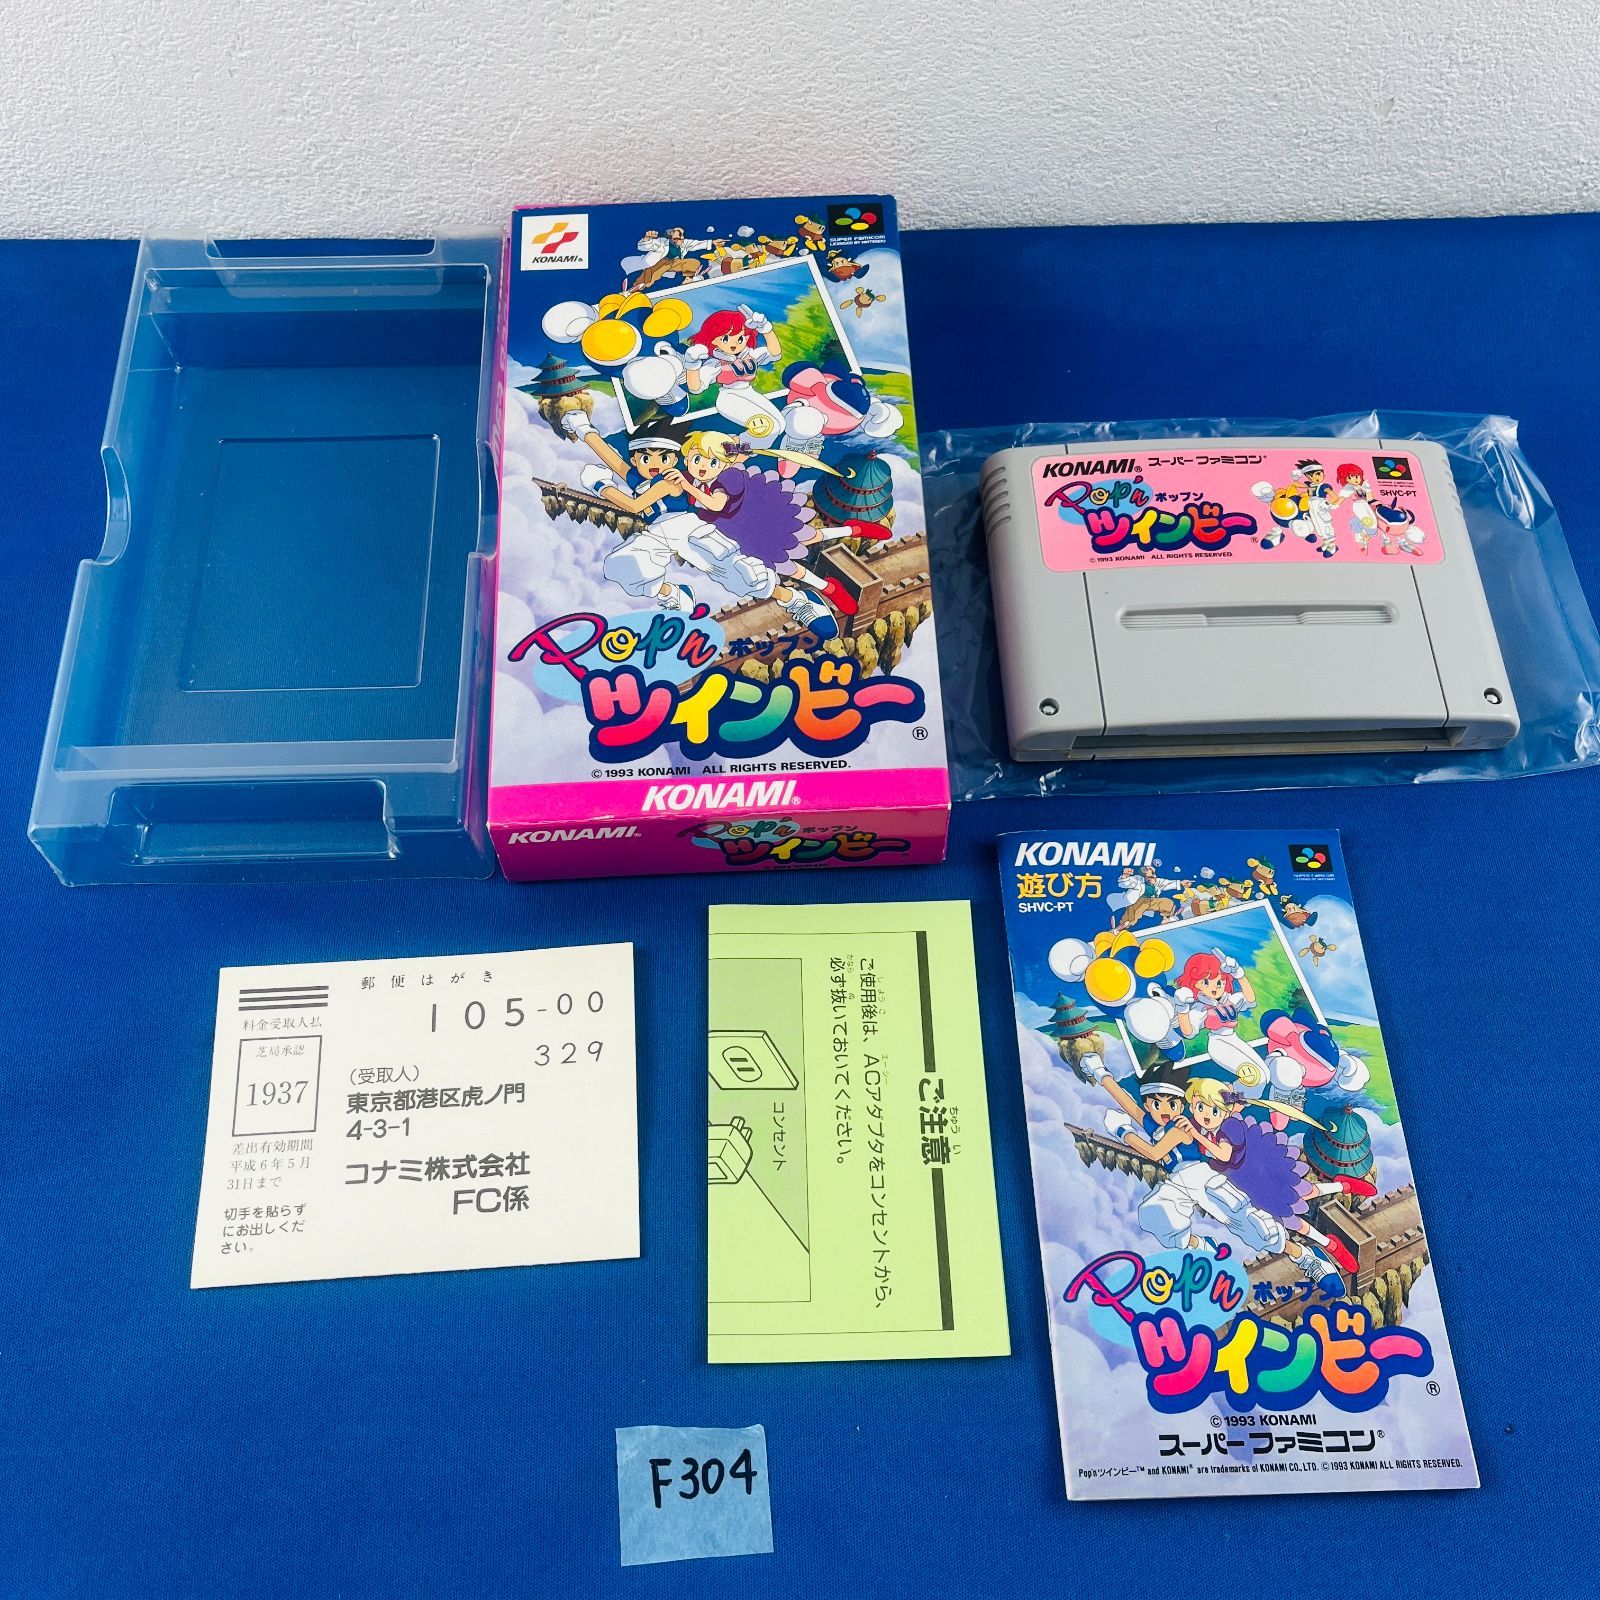 KONAMI®
SUPER FAMICOM
LICENSED BY NINTENDO
Pop'n ポップン
ツインビー®
© 1993 KONAMI ALL RIGHTS RESERVED.
KONAMI®
KONAMI®
Pop'n ポップン
ツインビー®
KONAMI® スーパーファミコン®
Pop'n ポップン
ツインビー®
SHVC-PT
© 1993 KONAMI ALL RIGHTS RESERVED.
KONAMI®
遊び方
SHVC-PT
Pop'n ポップン
ツインビー®
© 1993 KONAMI
スーパーファミコン®
Pop'nツインビー™ and KONAMI® are trademarks of KONAMI CO., LTD. © 1993 KONAMI ALL RIGHTS RESERVED.
郵便はがき
105-00
329
料金受取人払
芝局承認
1937
差出有効期間
平成6年5月
31日まで
切手を貼らず
にお出しくだ
さい。
(受取人)
東京都港区虎ノ門
4-3-1
コナミ株式会社
FC係
ご注意
ちゅうい
ご使用後は、ACアダプタをコンセントから、
必ず抜いておいてください。
コンセント
F304